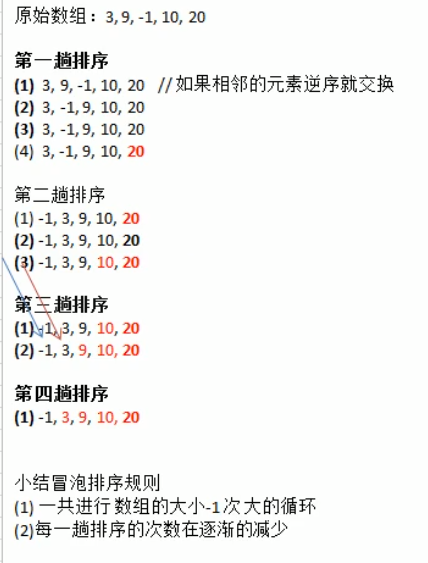 原始数组：3, 9, -1, 10, 20
第一趟排序
(1) 3, 9, -1, 10, 20 // 如果相邻的元素逆序就交换
(2) 3, -1, 9, 10, 20
(3) 3, -1, 9, 10, 20
(4) 3, -1, 9, 10, 20
第二趟排序
(1) -1, 3, 9, 10, 20
(2) -1, 3, 9, 10, 20
(3) -1, 3, 9, 10, 20
第三趟排序
(1) -1, 3, 9, 10, 20
(2) -1, 3, 9, 10, 20
第四趟排序
(1) -1, 3, 9, 10, 20
小结冒泡排序规则
(1) 一共进行 数组的大小-1 次 大的循环
(2)每一趟排序的次数在逐渐的减少